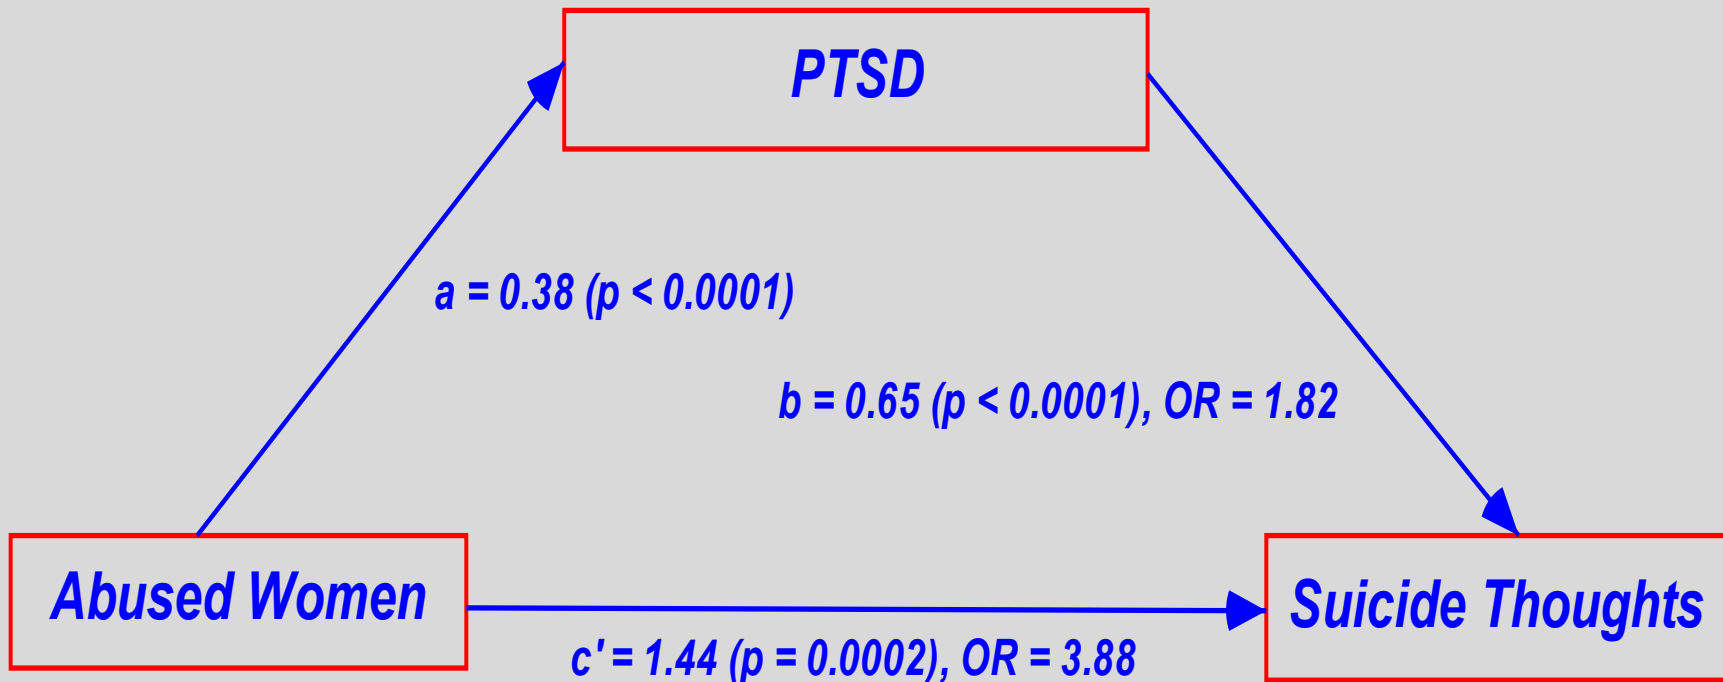 PTSD
a = 0.38 (p < 0.0001)
b = 0.65 (p < 0.0001), OR = 1.82
Abused Women
Suicide Thoughts
c' = 1.44 (p = 0.0002), OR = 3.88